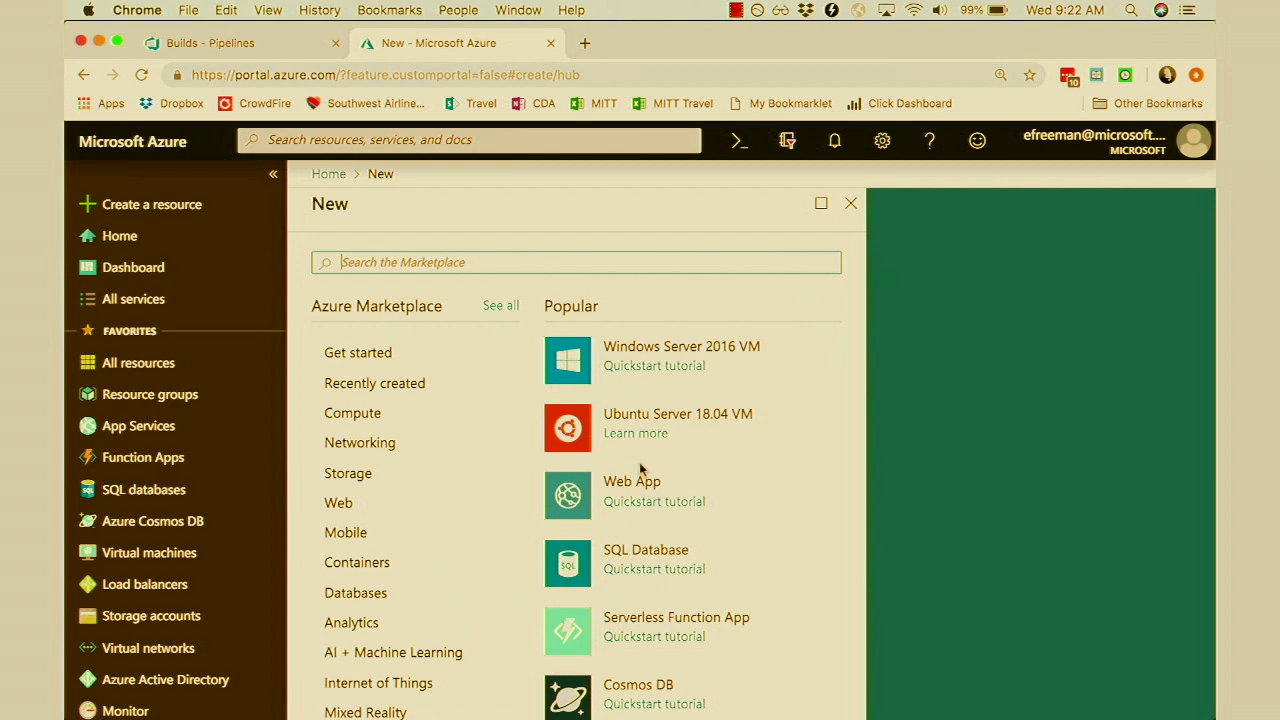 Chrome File Edit View History Bookmarks People Window Help 99% Wed 9:22 AM
Builds - Pipelines New - Microsoft Azure
https://portal.azure.com/?feature.customportal=false#create/hub 10
Apps Dropbox CrowdFire Southwest Airline... Travel CDA MITT MITT Travel My Bookmarklet Click Dashboard Other Bookmarks
Microsoft Azure Search resources, services, and docs efreeman@microsoft....
MICROSOFT
Home > New
New
Create a resource
Home
Dashboard
All services
FAVORITES
All resources
Resource groups
App Services
Function Apps
SQL databases
Azure Cosmos DB
Virtual machines
Load balancers
Storage accounts
Virtual networks
Azure Active Directory
Monitor
Search the Marketplace
Azure Marketplace See all
Get started
Recently created
Compute
Networking
Storage
Web
Mobile
Containers
Databases
Analytics
AI + Machine Learning
Internet of Things
Mixed Reality
Popular
Windows Server 2016 VM
Quickstart tutorial
Ubuntu Server 18.04 VM
Learn more
Web App
Quickstart tutorial
SQL Database
Quickstart tutorial
Serverless Function App
Quickstart tutorial
Cosmos DB
Quickstart tutorial